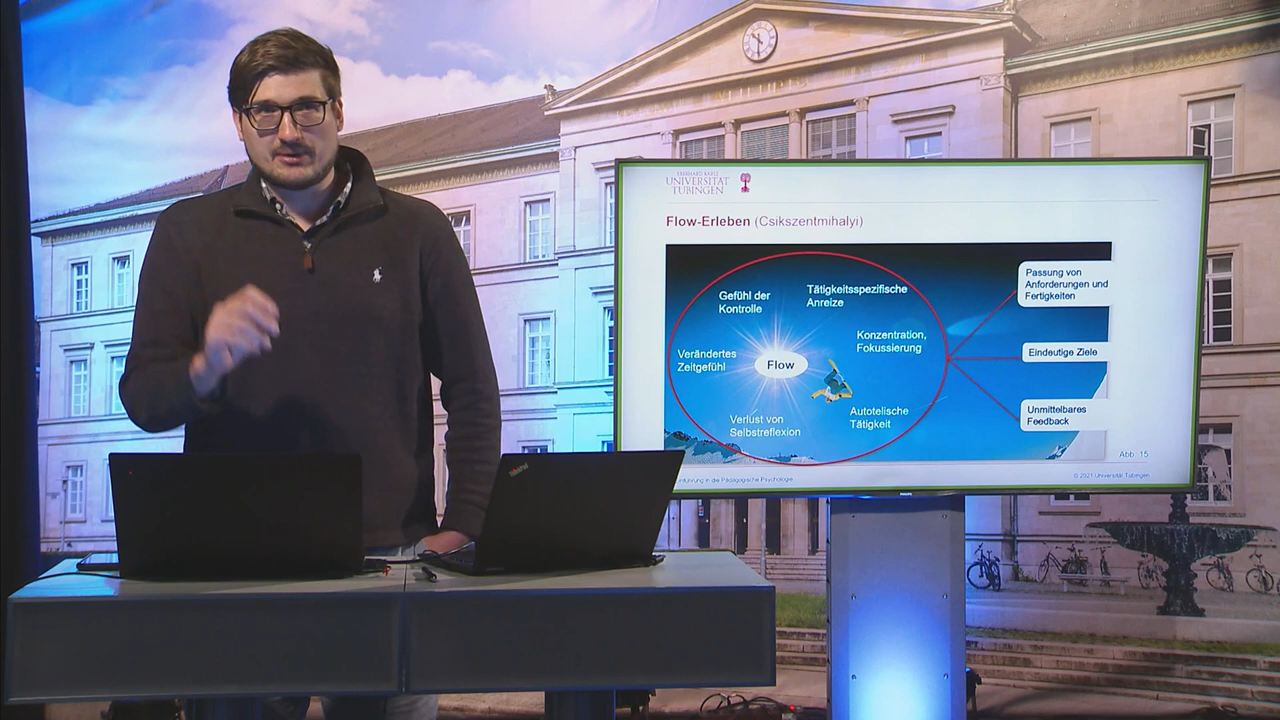 EBERHARD KARLS
UNIVERSITÄT
TÜBINGEN
Flow-Erleben (Csikszentmihalyi)
Gefühl der
Kontrolle
Tätigkeitsspezifische
Anreize
Konzentration,
Fokussierung
Verändertes
Zeitgefühl
Flow
Verlust von
Selbstreflexion
Autotelische
Tätigkeit
Passung von
Anforderungen und
Fertigkeiten
Eindeutige Ziele
Unmittelbares
Feedback
Abb. 15
in die Pädagogische Psychologie
© 2021 Universität Tübingen
PHILIPS
ThinkPad